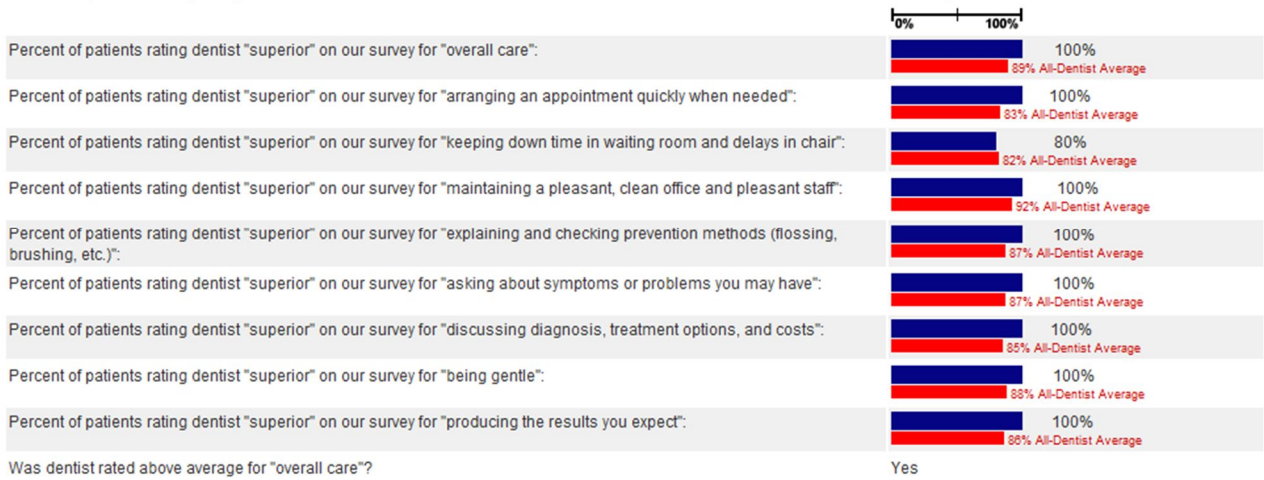 0% 100%
Percent of patients rating dentist "superior" on our survey for "overall care": 100%
89% All-Dentist Average
Percent of patients rating dentist "superior" on our survey for "arranging an appointment quickly when needed": 100%
83% All-Dentist Average
Percent of patients rating dentist "superior" on our survey for "keeping down time in waiting room and delays in chair": 80%
82% All-Dentist Average
Percent of patients rating dentist "superior" on our survey for "maintaining a pleasant, clean office and pleasant staff": 100%
92% All-Dentist Average
Percent of patients rating dentist "superior" on our survey for "explaining and checking prevention methods (flossing, 100%
brushing, etc.)": 87% All-Dentist Average
Percent of patients rating dentist "superior" on our survey for "asking about symptoms or problems you may have": 100%
87% All-Dentist Average
Percent of patients rating dentist "superior" on our survey for "discussing diagnosis, treatment options, and costs": 100%
85% All-Dentist Average
Percent of patients rating dentist "superior" on our survey for "being gentle": 100%
88% All-Dentist Average
Percent of patients rating dentist "superior" on our survey for "producing the results you expect": 100%
86% All-Dentist Average
Was dentist rated above average for "overall care"? Yes